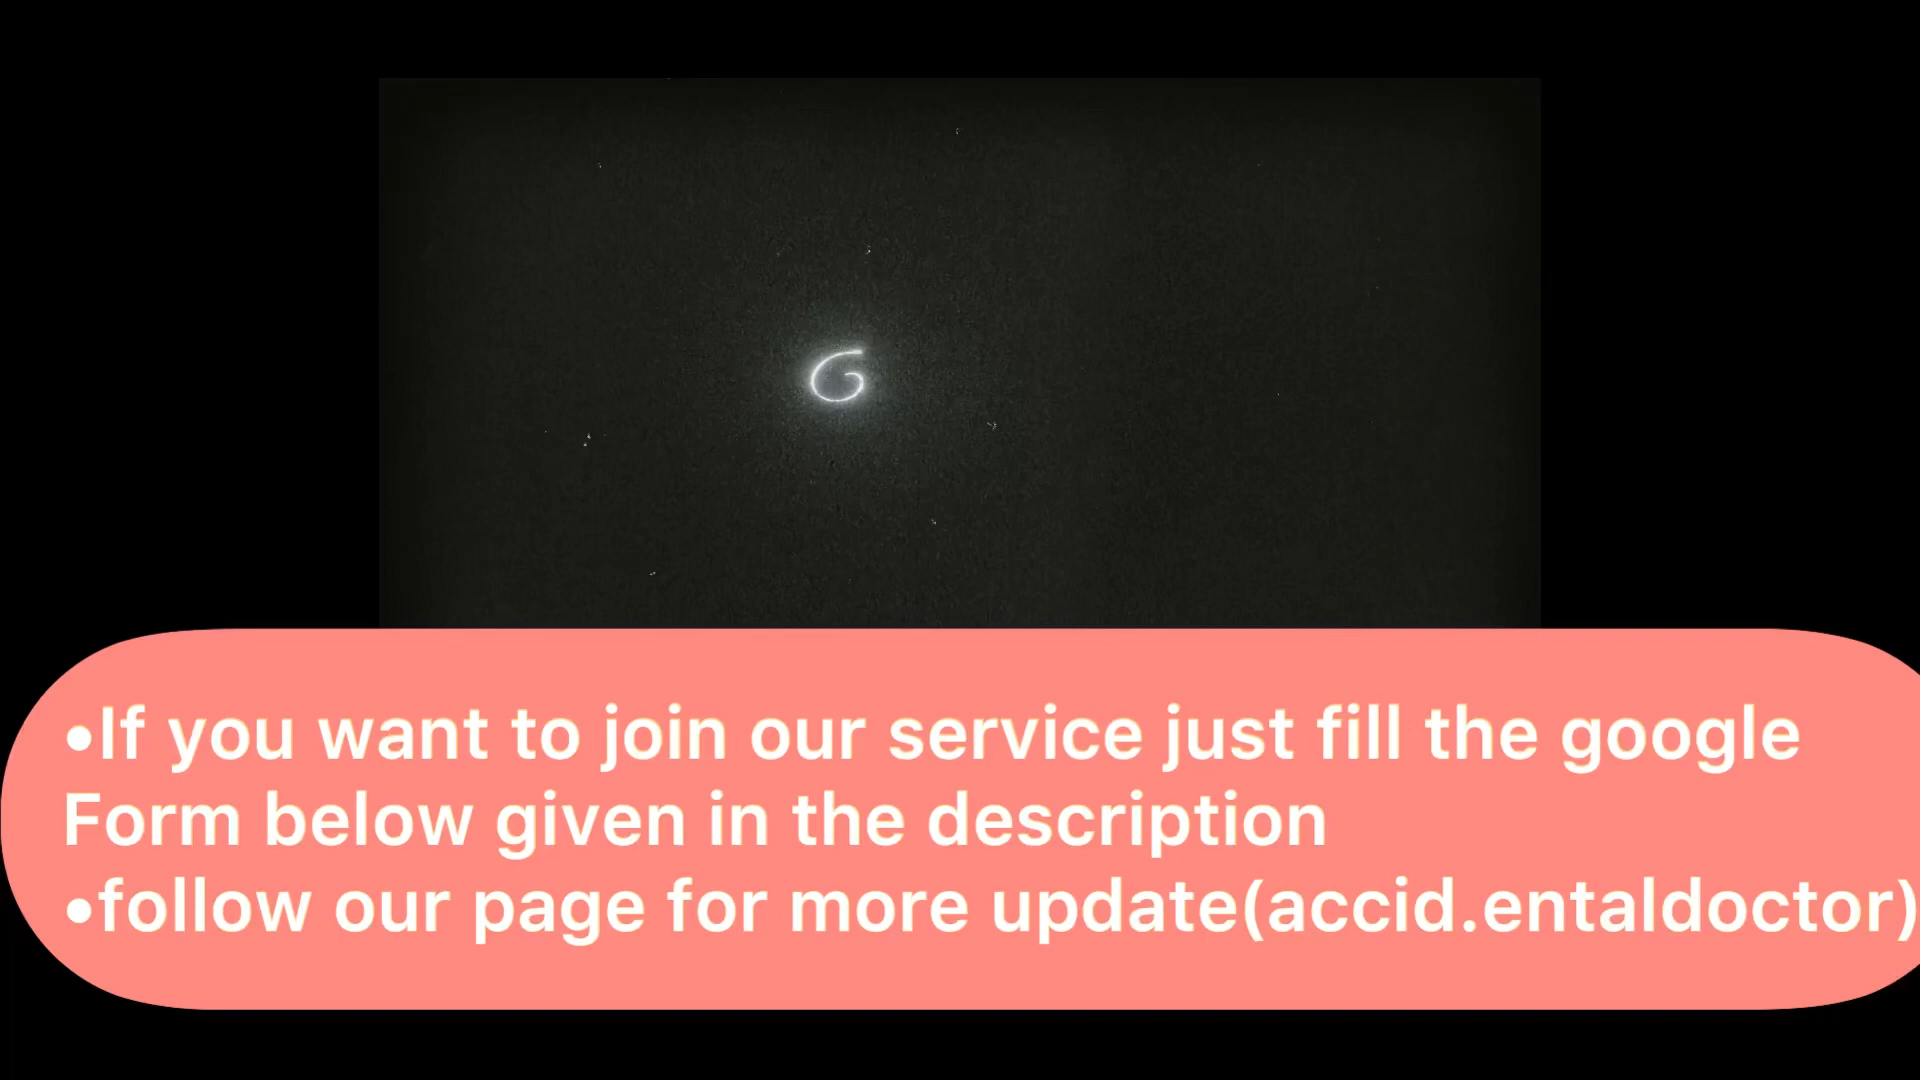 •If you want to join our service just fill the google
Form below given in the description
•follow our page for more update(accid.entaldoctor)